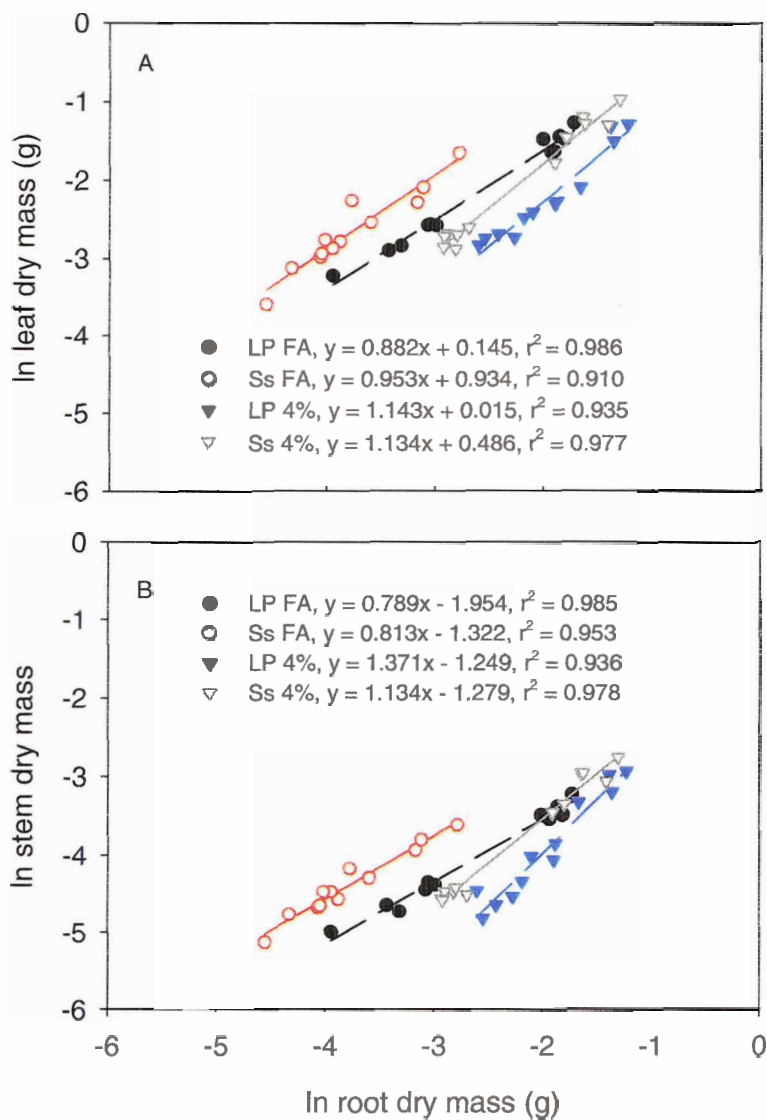 0
A
-1
-2
-3
-4
-5
-6
ln leaf dry mass (g)
LP FA, y = 0.882x + 0.145, r² = 0.986
Ss FA, y = 0.953x + 0.934, r² = 0.910
LP 4%, y = 1.143x + 0.015, r² = 0.935
Ss 4%, y = 1.134x + 0.486, r² = 0.977
0
B
-1
-2
-3
-4
-5
-6
ln stem dry mass
LP FA, y = 0.789x - 1.954, r² = 0.985
Ss FA, y = 0.813x - 1.322, r² = 0.953
LP 4%, y = 1.371x - 1.249, r² = 0.936
Ss 4%, y = 1.134x - 1.279, r² = 0.978
-6 -5 -4 -3 -2 -1 0
ln root dry mass (g)